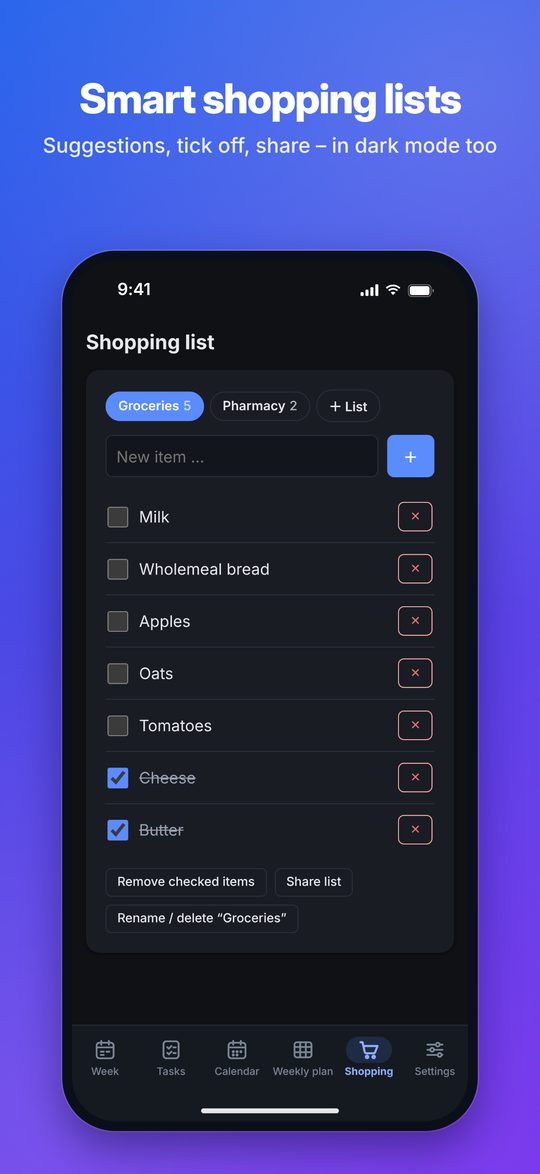 Smart shopping lists
Suggestions, tick off, share – in dark mode too
9:41
Shopping list
Groceries 5 Pharmacy 2 + List
New item ... +
Milk ×
Wholemeal bread ×
Apples ×
Oats ×
Tomatoes ×
Cheese ×
Butter ×
Remove checked items Share list
Rename / delete “Groceries”
Week Tasks Calendar Weekly plan Shopping Settings